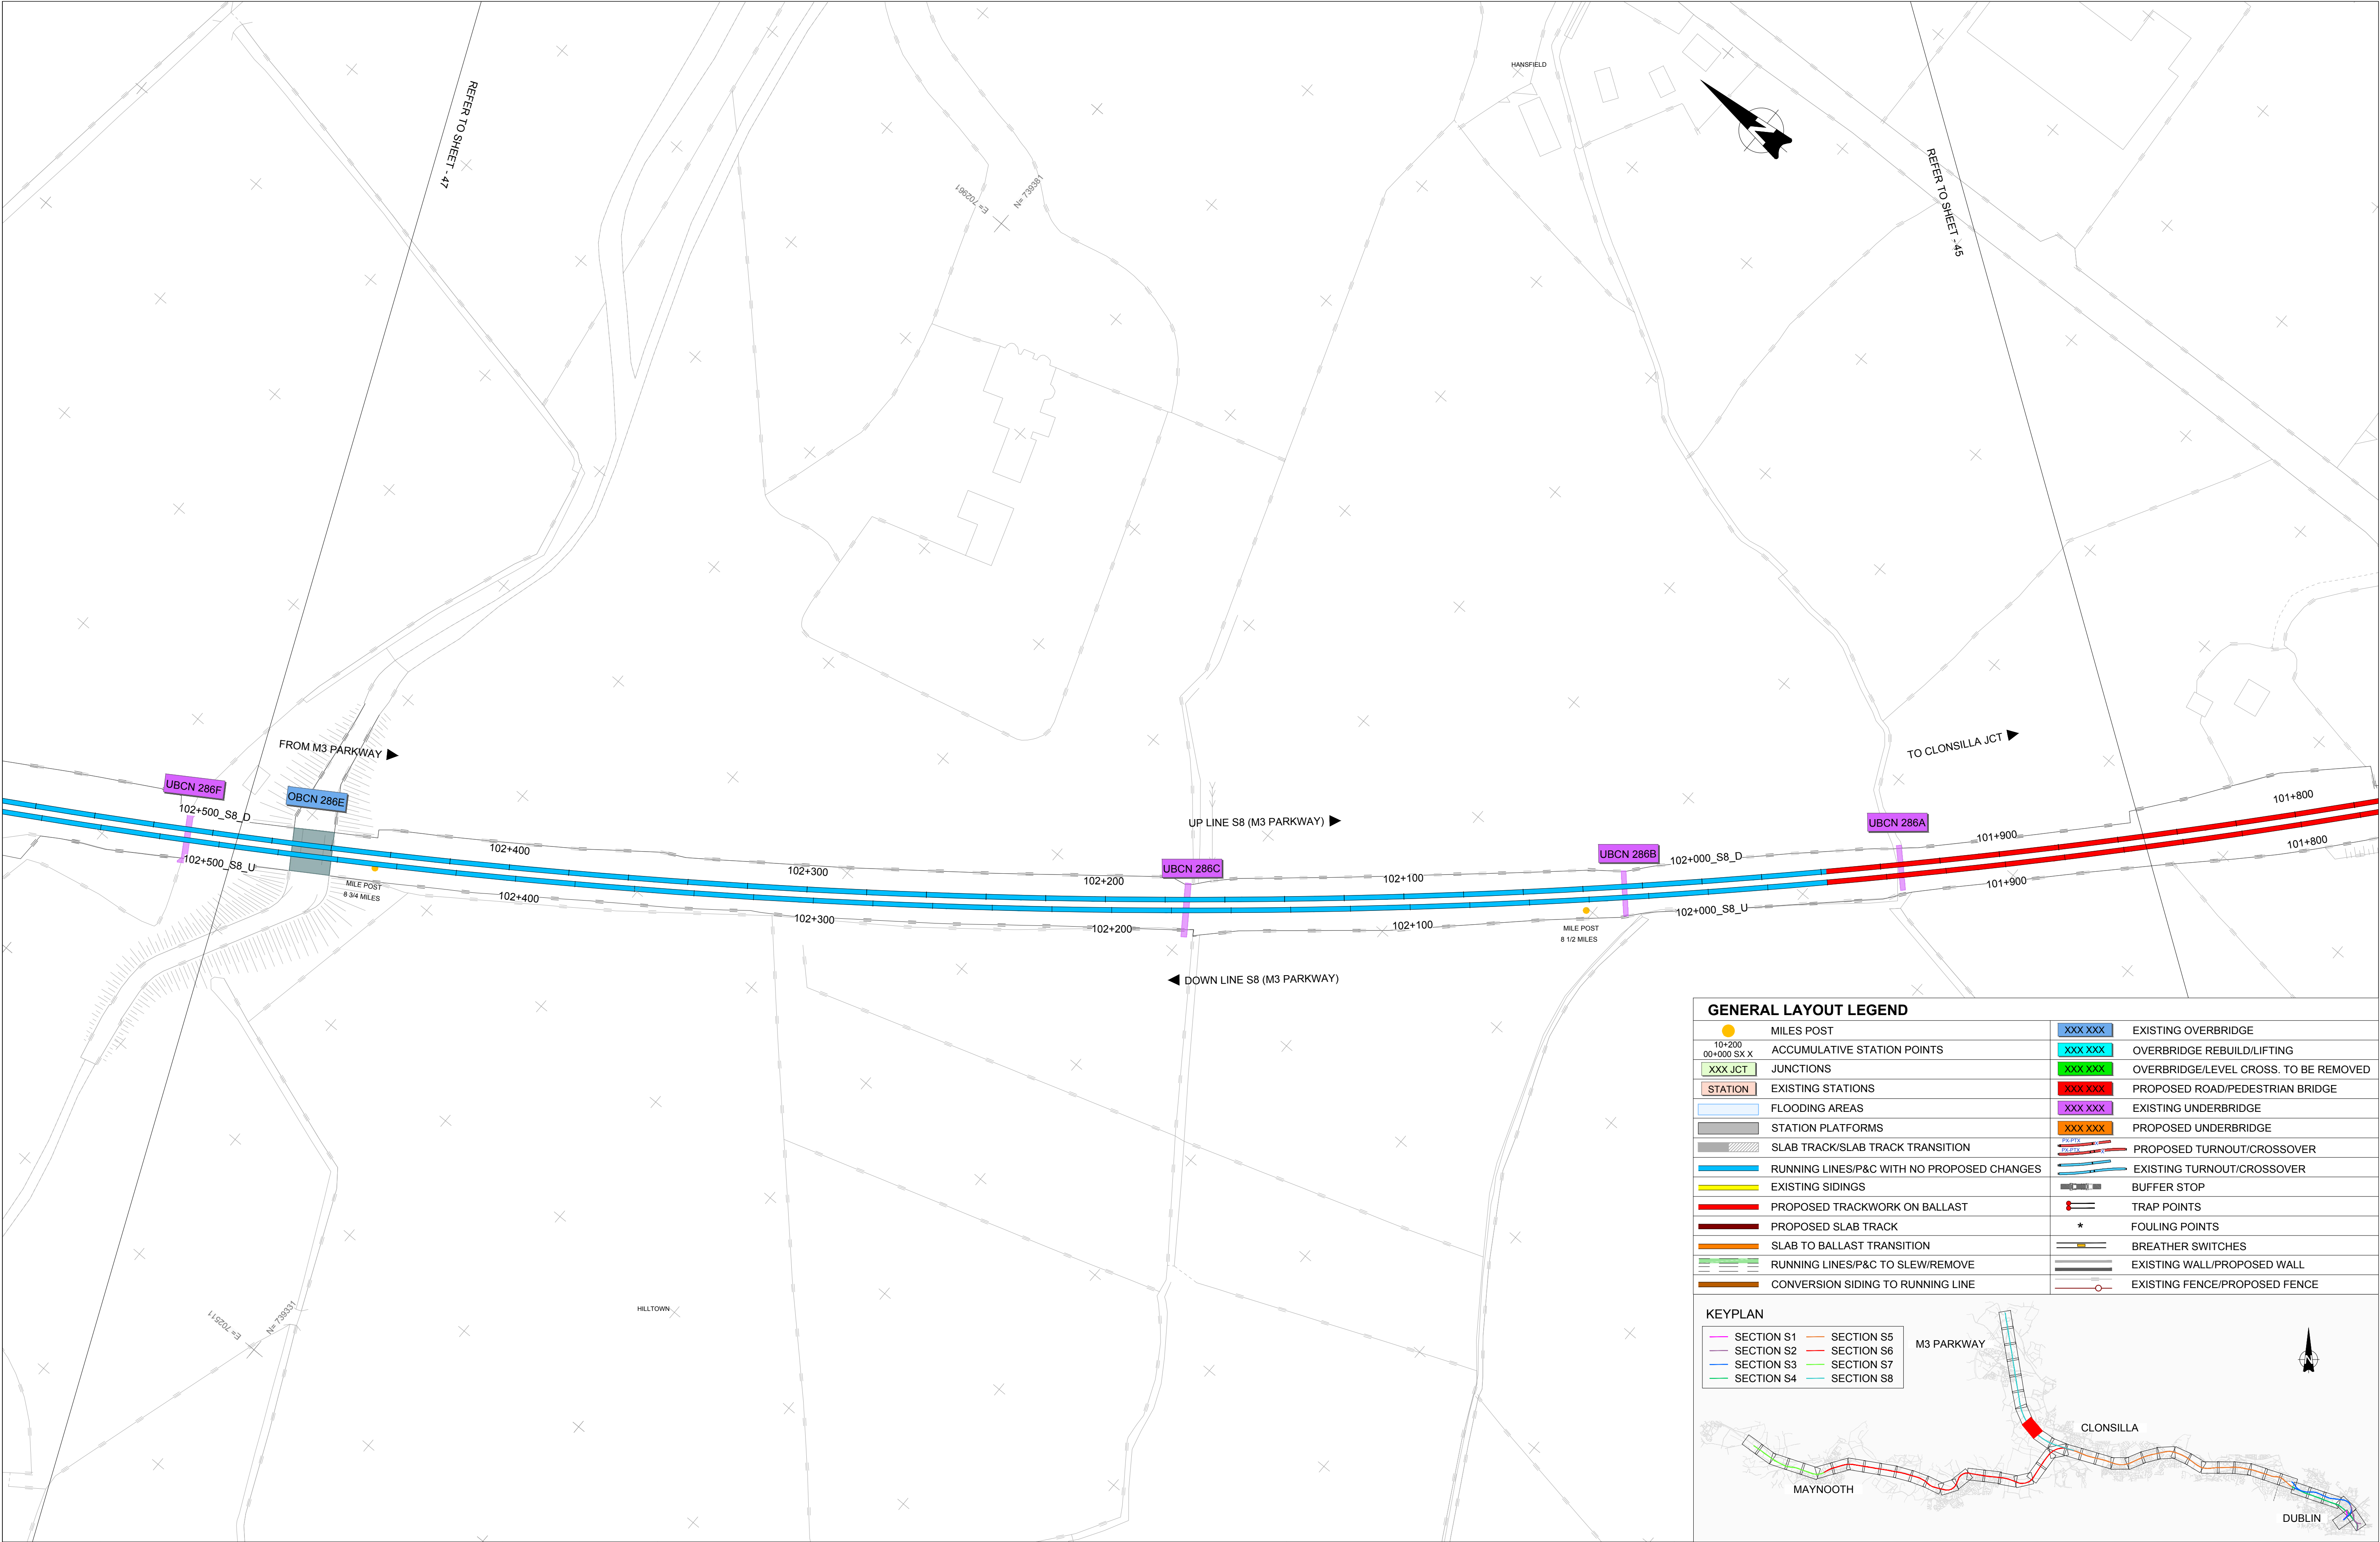 HANSFIELD
REFER TO SHEET - 47
REFER TO SHEET - 45
E= 702961
N= 739381
FROM M3 PARKWAY
TO CLONSILLA JCT
UBCN 286F
OBCN 286E
UBCN 286C
UBCN 286B
UBCN 286A
UP LINE S8 (M3 PARKWAY)
102+500_S8_D
102+400
102+300
102+200
102+100
102+000_S8_D
101+900
101+800
102+500_S8_U
102+400
102+300
102+200
102+100
102+000_S8_U
101+900
101+800
MILE POST
8 3/4 MILES
MILE POST
8 1/2 MILES
DOWN LINE S8 (M3 PARKWAY)
HILLTOWN
E= 702511
N= 739331
GENERAL LAYOUT LEGEND
MILES POST
10+200
00+000 SX X
ACCUMULATIVE STATION POINTS
XXX JCT
JUNCTIONS
STATION
EXISTING STATIONS
FLOODING AREAS
STATION PLATFORMS
SLAB TRACK/SLAB TRACK TRANSITION
RUNNING LINES/P&C WITH NO PROPOSED CHANGES
EXISTING SIDINGS
PROPOSED TRACKWORK ON BALLAST
PROPOSED SLAB TRACK
SLAB TO BALLAST TRANSITION
RUNNING LINES/P&C TO SLEW/REMOVE
CONVERSION SIDING TO RUNNING LINE
XXX XXX
EXISTING OVERBRIDGE
XXX XXX
OVERBRIDGE REBUILD/LIFTING
XXX XXX
OVERBRIDGE/LEVEL CROSS. TO BE REMOVED
XXX XXX
PROPOSED ROAD/PEDESTRIAN BRIDGE
XXX XXX
EXISTING UNDERBRIDGE
XXX XXX
PROPOSED UNDERBRIDGE
PX-PTX
PX-PTX
PROPOSED TURNOUT/CROSSOVER
EXISTING TURNOUT/CROSSOVER
BUFFER STOP
TRAP POINTS
*
FOULING POINTS
BREATHER SWITCHES
EXISTING WALL/PROPOSED WALL
EXISTING FENCE/PROPOSED FENCE
KEYPLAN
SECTION S1
SECTION S2
SECTION S3
SECTION S4
SECTION S5
SECTION S6
SECTION S7
SECTION S8
M3 PARKWAY
N
CLONSILLA
MAYNOOTH
DUBLIN